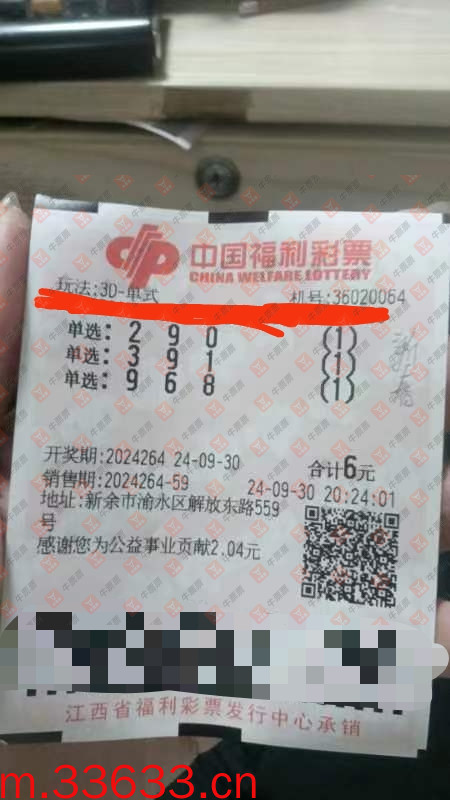 中国福利彩票
CHINA WELFARE LOTTERY
玩法:3D-单式 机号:36020064
单选: 2 9 0 (1)
单选: 3 9 1 (1)
单选: 9 6 8 (1)
开奖期:2024264 24-09-30 合计6元
销售期:2024264-59 24-09-30 20:24:01
地址:新余市渝水区解放东路559
号
感谢您为公益事业贡献2.04元
江西省福利彩票发行中心承销
m.33633.cn